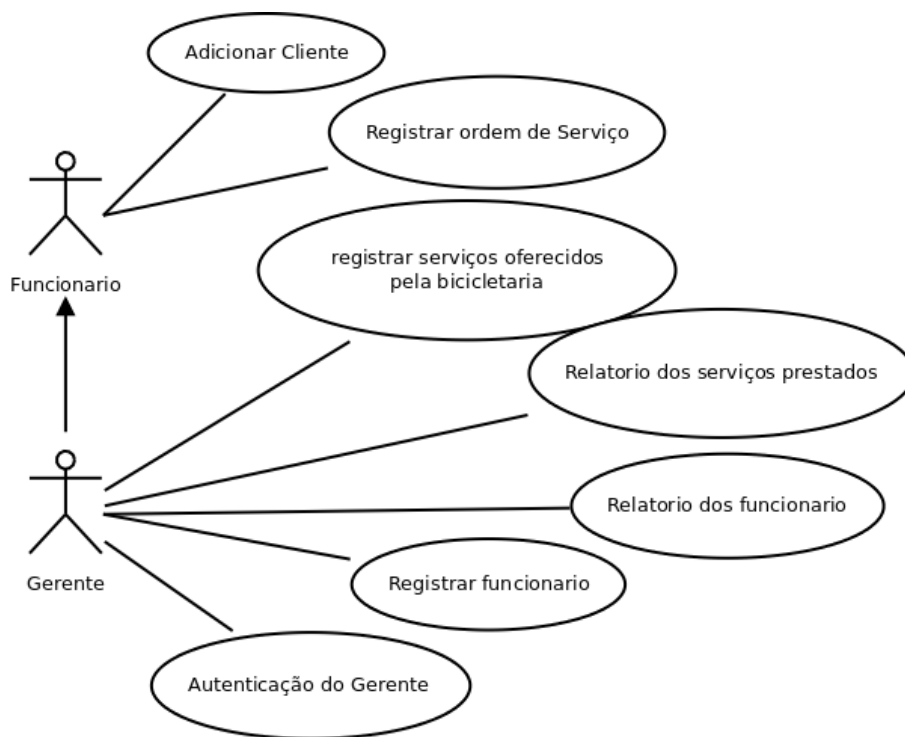 Adicionar Cliente
Registrar ordem de Serviço
Funcionario
registrar serviços oferecidos
pela bicicletaria
Relatorio dos serviços prestados
Relatorio dos funcionario
Gerente
Registrar funcionario
Autenticação do Gerente